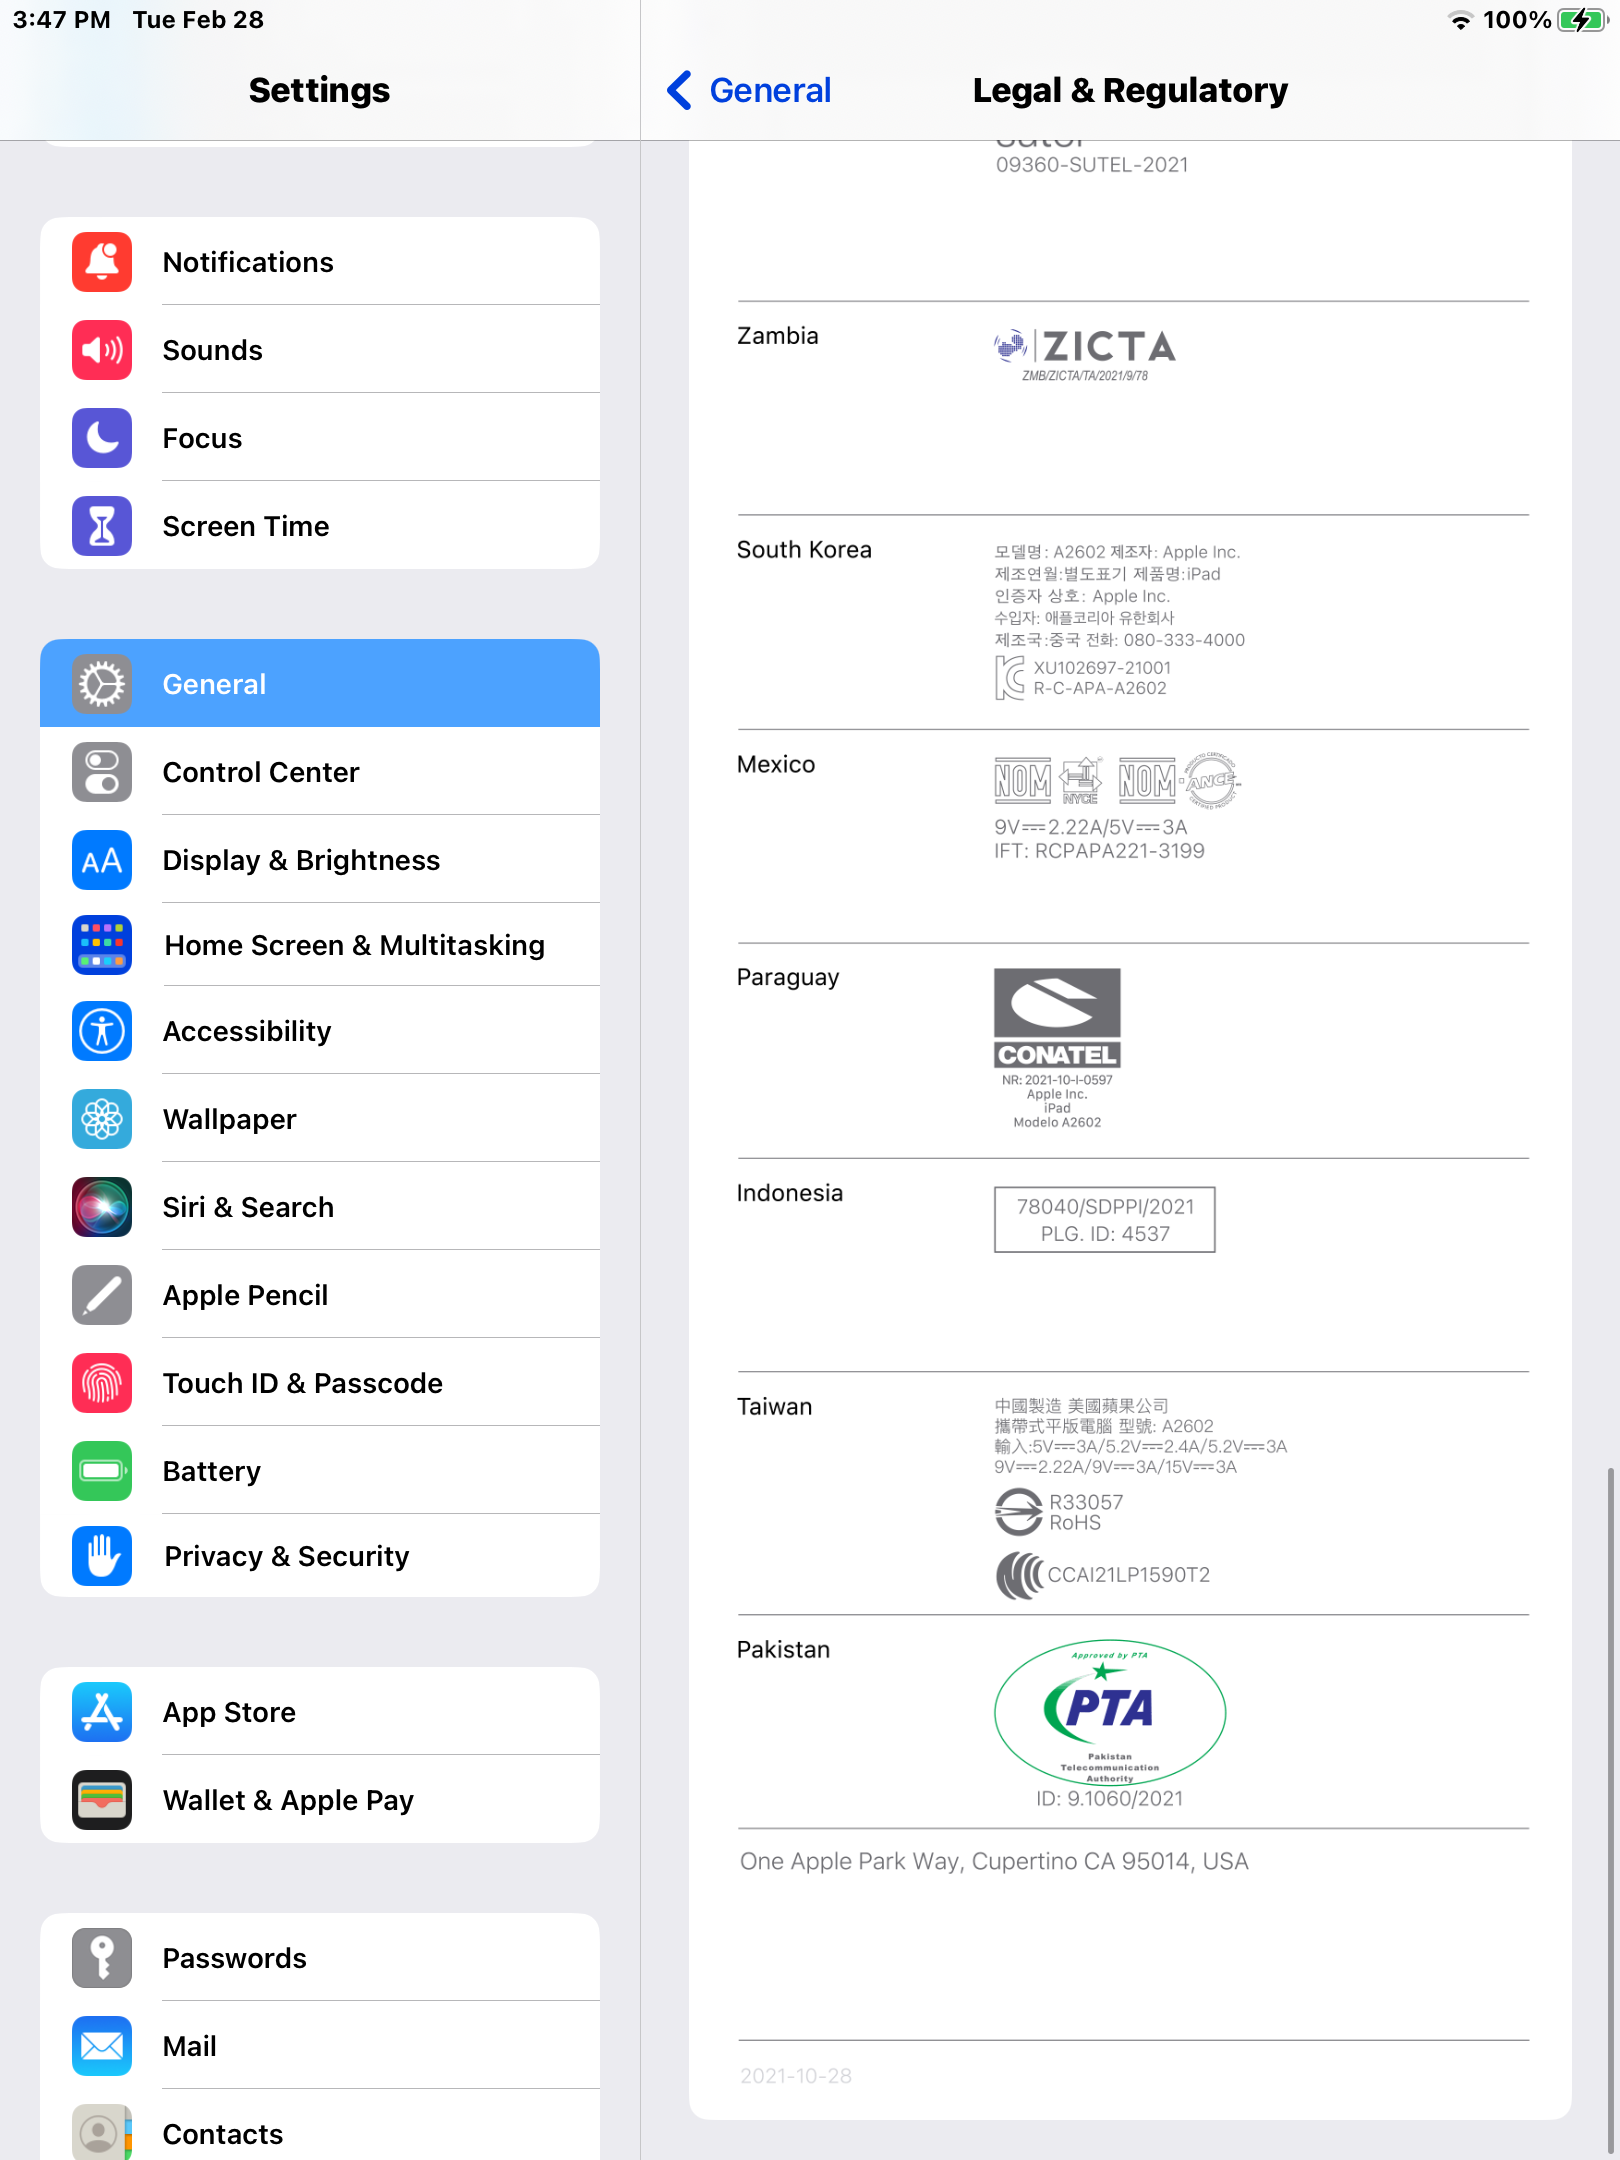 3:47 PM Tue Feb 28
100%
Settings
General
Legal & Regulatory
Notifications
Sounds
Focus
Screen Time
General
Control Center
Display & Brightness
Home Screen & Multitasking
Accessibility
Wallpaper
Siri & Search
Apple Pencil
Touch ID & Passcode
Battery
Privacy & Security
App Store
Wallet & Apple Pay
Passwords
Mail
Contacts
09360-SUTEL-2021
Zambia
ZICTA
ZMB/ZICTA/TA/2021/9/78
South Korea
모델명: A2602 제조자: Apple Inc.
제조연월:별도표기 제품명:iPad
인증자 상호: Apple Inc.
수입자: 애플코리아 유한회사
제조국:중국 전화: 080-333-4000
XU102697-21001
R-C-APA-A2602
Mexico
NOM NYCE NOM ANCE
PRODUCTO CERTIFICADO
CERTIFIED PRODUCT
9V⎓2.22A/5V⎓3A
IFT: RCPAPA221-3199
Paraguay
CONATEL
NR: 2021-10-I-0597
Apple Inc.
iPad
Modelo A2602
Indonesia
78040/SDPPI/2021
PLG. ID: 4537
Taiwan
中國製造 美國蘋果公司
攜帶式平版電腦 型號: A2602
輸入:5V⎓3A/5.2V⎓2.4A/5.2V⎓3A
9V⎓2.22A/9V⎓3A/15V⎓3A
R33057
RoHS
CCAI21LP1590T2
Pakistan
Approved by PTA
PTA
Pakistan
Telecommunication
Authority
ID: 9.1060/2021
One Apple Park Way, Cupertino CA 95014, USA
2021-10-28